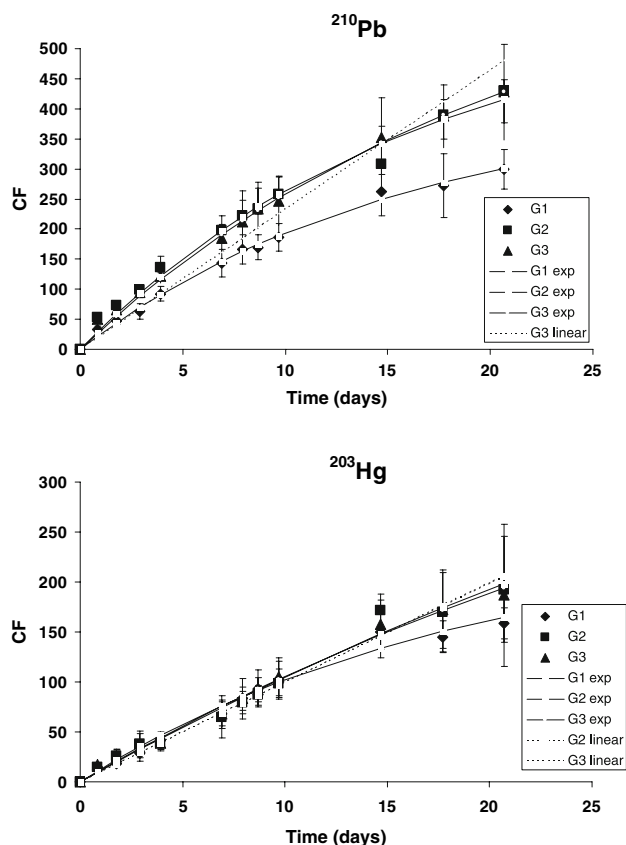 ²¹⁰Pb
500
450
400
350
300
250
200
150
100
50
0
CF
0 5 10 15 20 25
Time (days)
G1
G2
G3
G1 exp
G2 exp
G3 exp
G3 linear
²⁰³Hg
300
250
200
150
100
50
0
CF
0 5 10 15 20 25
Time (days)
G1
G2
G3
G1 exp
G2 exp
G3 exp
G2 linear
G3 linear